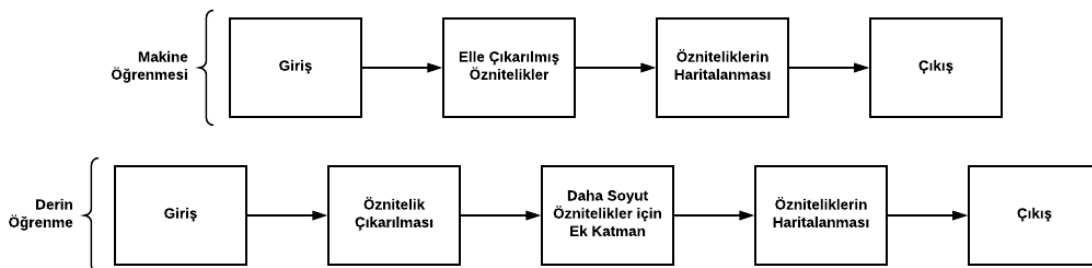 Makine
Öğrenmesi
Giriş
Elle Çıkarılmış
Öznitelikler
Özniteliklerin
Haritalanması
Çıkış
Derin
Öğrenme
Giriş
Öznitelik
Çıkarılması
Daha Soyut
Öznitelikler için
Ek Katman
Özniteliklerin
Haritalanması
Çıkış